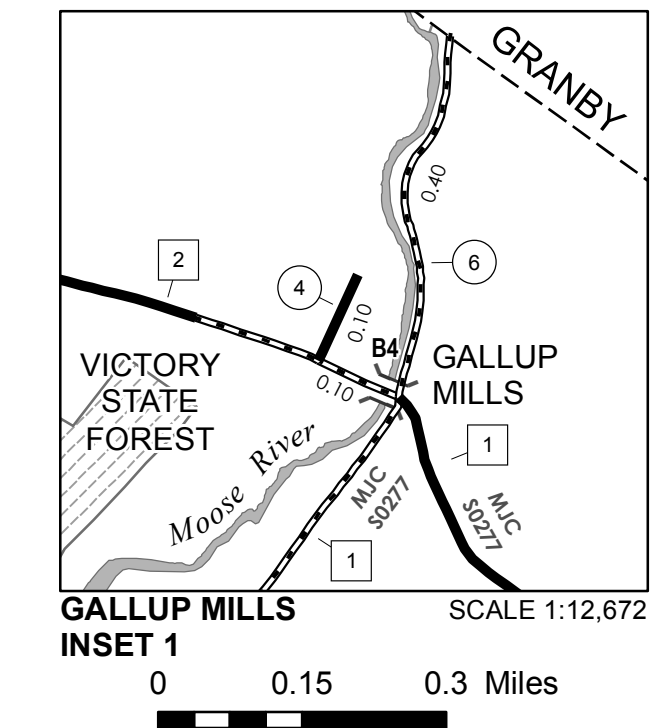 GRANBY
0.40
2
6
4
0.10
B4
GALLUP
MILLS
VICTORY
STATE
FOREST
0.10
Moose River
1
MJC
S0277
MJC
S0277
1
GALLUP MILLS
SCALE 1:12,672
INSET 1
0 0.15 0.3 Miles